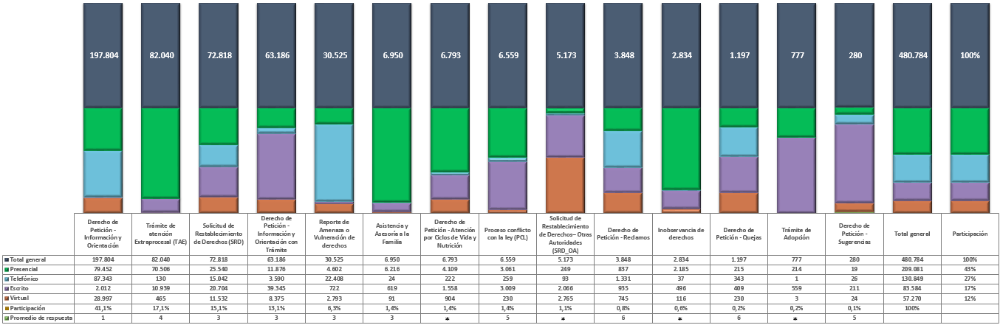 197.804 82.040 72.818 63.186 30.525 6.950 6.793 6.559 5.173 3.848 2.834 1.197 777 280 480.784 100%
Derecho de Petición - Información y Orientación
Trámite de atención Extraprocesal (TAE)
Solicitud de Restablecimiento de Derechos (SRD)
Derecho de Petición - Información y Orientación con Trámite
Reporte de Amenaza o Vulneración de derechos
Asistencia y Asesoría a la Familia
Derecho de Petición - Atención por Ciclos de Vida y Nutrición
Proceso conflicto con la ley (PCL)
Solicitud de Restablecimiento de Derechos– Otras Autoridades (SRD_OA)
Derecho de Petición - Reclamos
Inobservancia de derechos
Derecho de Petición - Quejas
Trámite de Adopción
Derecho de Petición - Sugerencias
Total general
Participación
Total general 197.804 82.040 72.818 63.186 30.525 6.950 6.793 6.559 5.173 3.848 2.834 1.197 777 280 480.784 100%
Presencial 79.452 70.506 25.540 11.876 4.602 6.216 4.109 3.061 249 837 2.185 215 214 19 209.081 43%
Telefónico 87.343 130 15.042 3.590 22.408 24 222 259 93 1.331 37 343 1 26 130.849 27%
Escrito 2.012 10.939 20.704 39.345 722 619 1.558 3.009 2.066 935 496 409 559 211 83.584 17%
Virtual 28.997 465 11.532 8.375 2.793 91 904 230 2.765 745 116 230 3 24 57.270 12%
Participación 41,1% 17,1% 15,1% 13,1% 6,3% 1,4% 1,4% 1,4% 1,1% 0,8% 0,6% 0,2% 0,2% 0,1% 100%
Promedio de respuesta 1 4 3 3 3 3 * 5 * 6 * 6 * 5